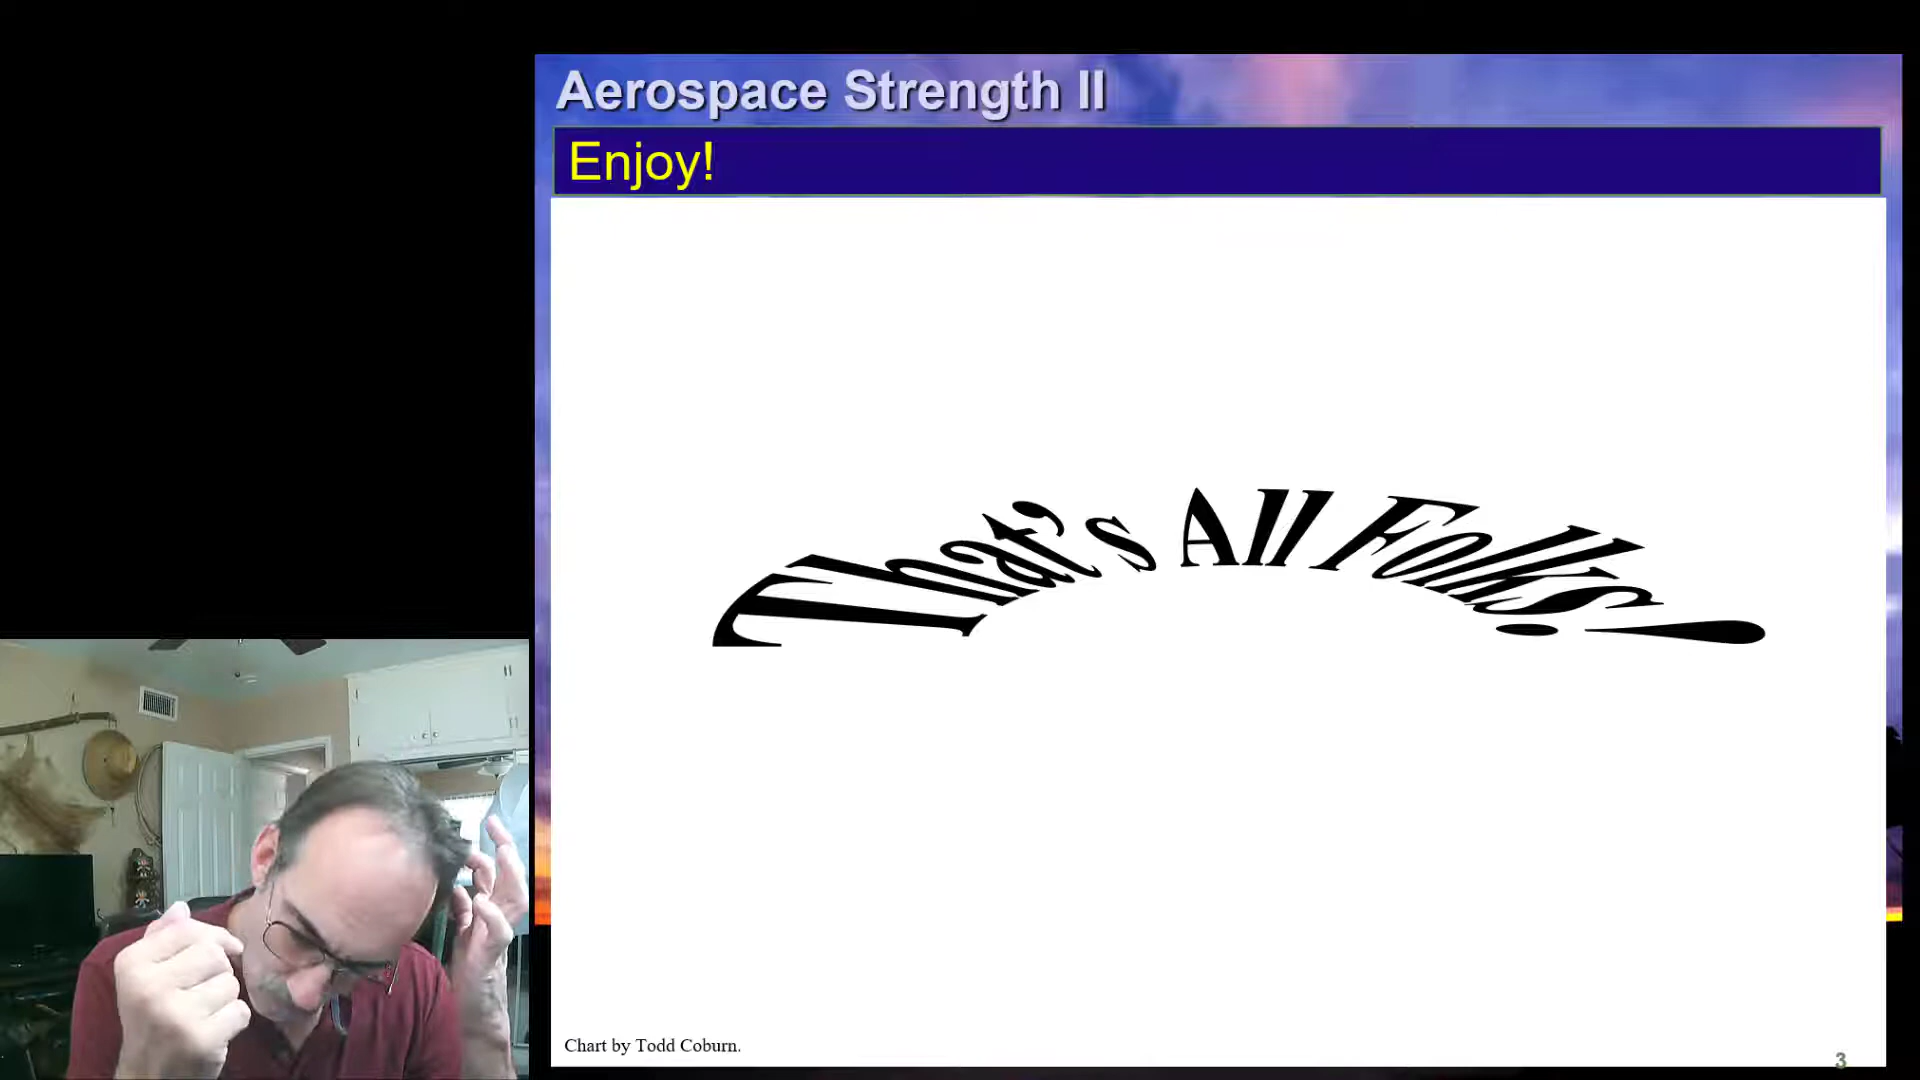 Aerospace Strength II
Enjoy!
That's All Folks!
Chart by Todd Coburn.
3